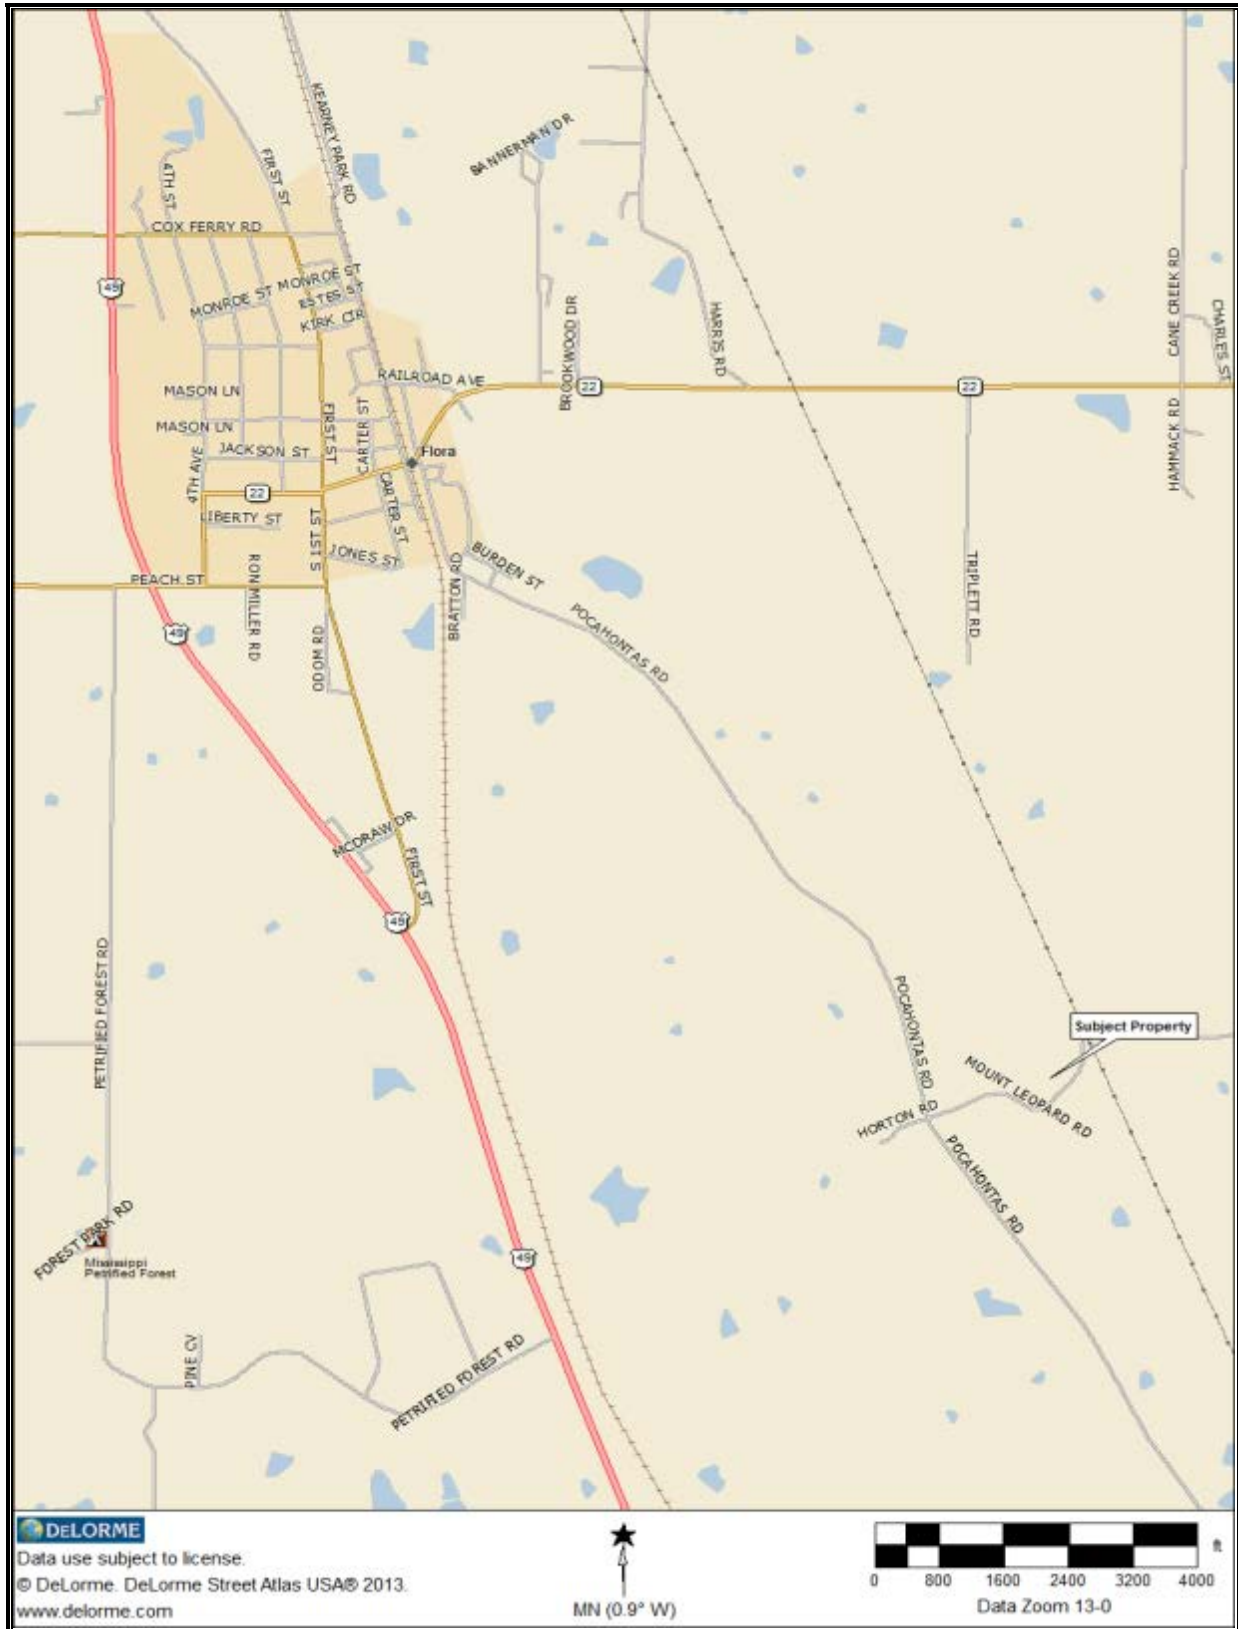 KEARNEY PARK RD
BANNERMAN DR
FIRST ST
4TH ST
COX FERRY RD
49
MONROE ST
MONROE ST
ESTES ST
KIRK CIR
CANE CREEK RD
CHARLES ST
HARRIS RD
BROOKWOOD DR
RAILROAD AVE
22
22
MASON LN
MASON LN
FIRST ST
CARTER ST
HAMMACK RD
JACKSON ST
Flora
4TH AVE
22
CARTER ST
LIBERTY ST
S 1ST ST
JONES ST
BURDEN ST
BRATTON RD
PEACH ST
RON MILLER RD
TRIPLETT RD
POCAHONTAS RD
49
ODOM RD
MCDRAW DR
FIRST ST
49
PETRIFIED FOREST RD
POCAHONTAS RD
Subject Property
MOUNT LEOPARD RD
HORTON RD
POCAHONTAS RD
FOREST PARK RD
Mississippi
Petrified Forest
49
PINE CV
PETRIFIED FOREST RD
DELORME
Data use subject to license.
© DeLorme. DeLorme Street Atlas USA® 2013.
www.delorme.com
MN (0.9° W)
ft
0 800 1600 2400 3200 4000
Data Zoom 13-0